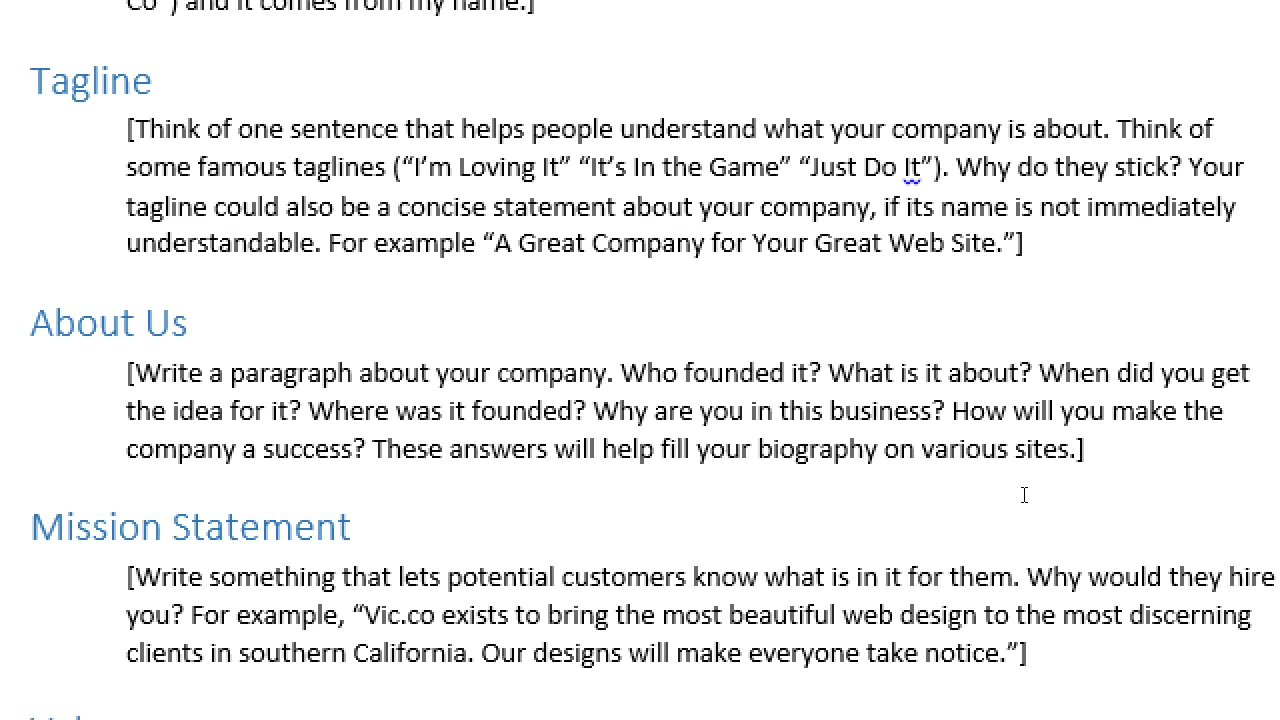 Co”) and it comes from my name.]
Tagline
[Think of one sentence that helps people understand what your company is about. Think of
some famous taglines (“I’m Loving It” “It’s In the Game” “Just Do It”). Why do they stick? Your
tagline could also be a concise statement about your company, if its name is not immediately
understandable. For example “A Great Company for Your Great Web Site.”]
About Us
[Write a paragraph about your company. Who founded it? What is it about? When did you get
the idea for it? Where was it founded? Why are you in this business? How will you make the
company a success? These answers will help fill your biography on various sites.]
Mission Statement
[Write something that lets potential customers know what is in it for them. Why would they hire
you? For example, “Vic.co exists to bring the most beautiful web design to the most discerning
clients in southern California. Our designs will make everyone take notice.”]